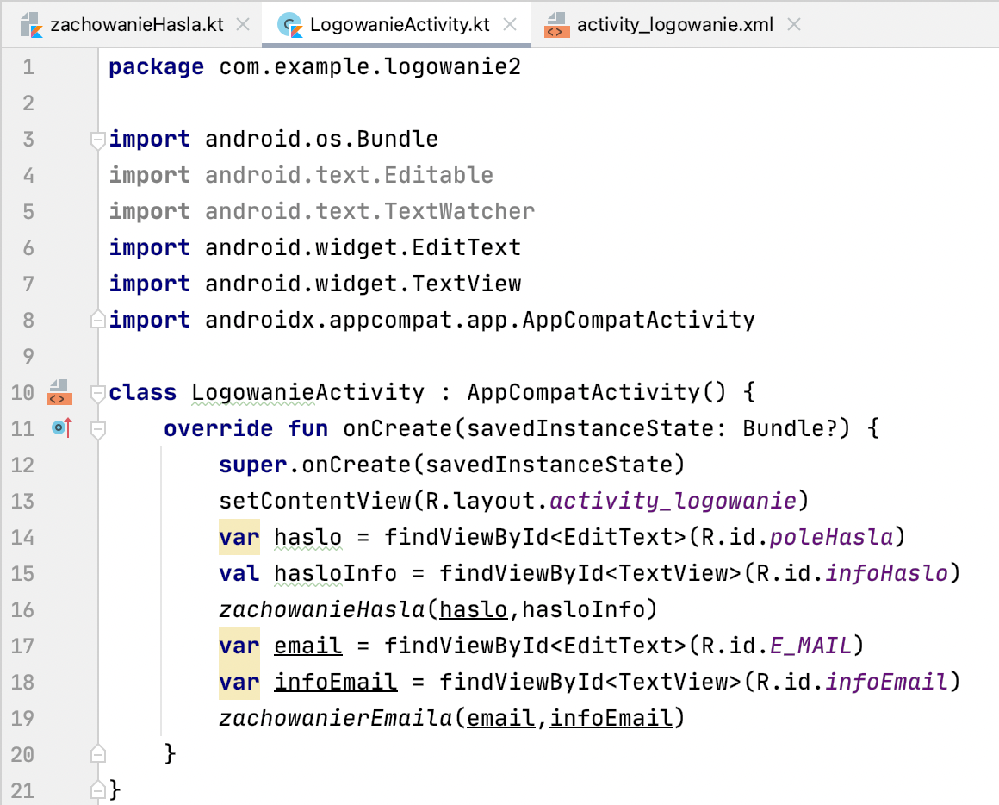 zachowanieHasla.kt LogowanieActivity.kt activity_logowanie.xml
1 package com.example.logowanie2
2
3 import android.os.Bundle
4 import android.text.Editable
5 import android.text.TextWatcher
6 import android.widget.EditText
7 import android.widget.TextView
8 import androidx.appcompat.app.AppCompatActivity
9
10 class LogowanieActivity : AppCompatActivity() {
11     override fun onCreate(savedInstanceState: Bundle?) {
12         super.onCreate(savedInstanceState)
13         setContentView(R.layout.activity_logowanie)
14         var haslo = findViewById<EditText>(R.id.poleHasla)
15         val hasloInfo = findViewById<TextView>(R.id.infoHaslo)
16         zachowanieHasla(haslo,hasloInfo)
17         var email = findViewById<EditText>(R.id.E_MAIL)
18         var infoEmail = findViewById<TextView>(R.id.infoEmail)
19         zachowanierEmaila(email,infoEmail)
20     }
21 }